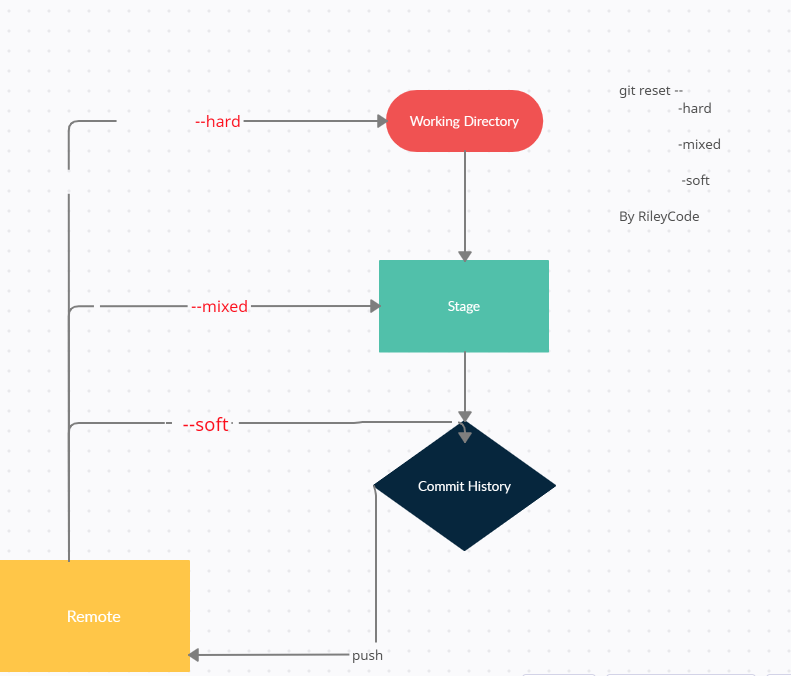 git reset --
-hard
-mixed
-soft
By RileyCode
--hard
Working Directory
--mixed
Stage
--soft
Commit History
Remote
push